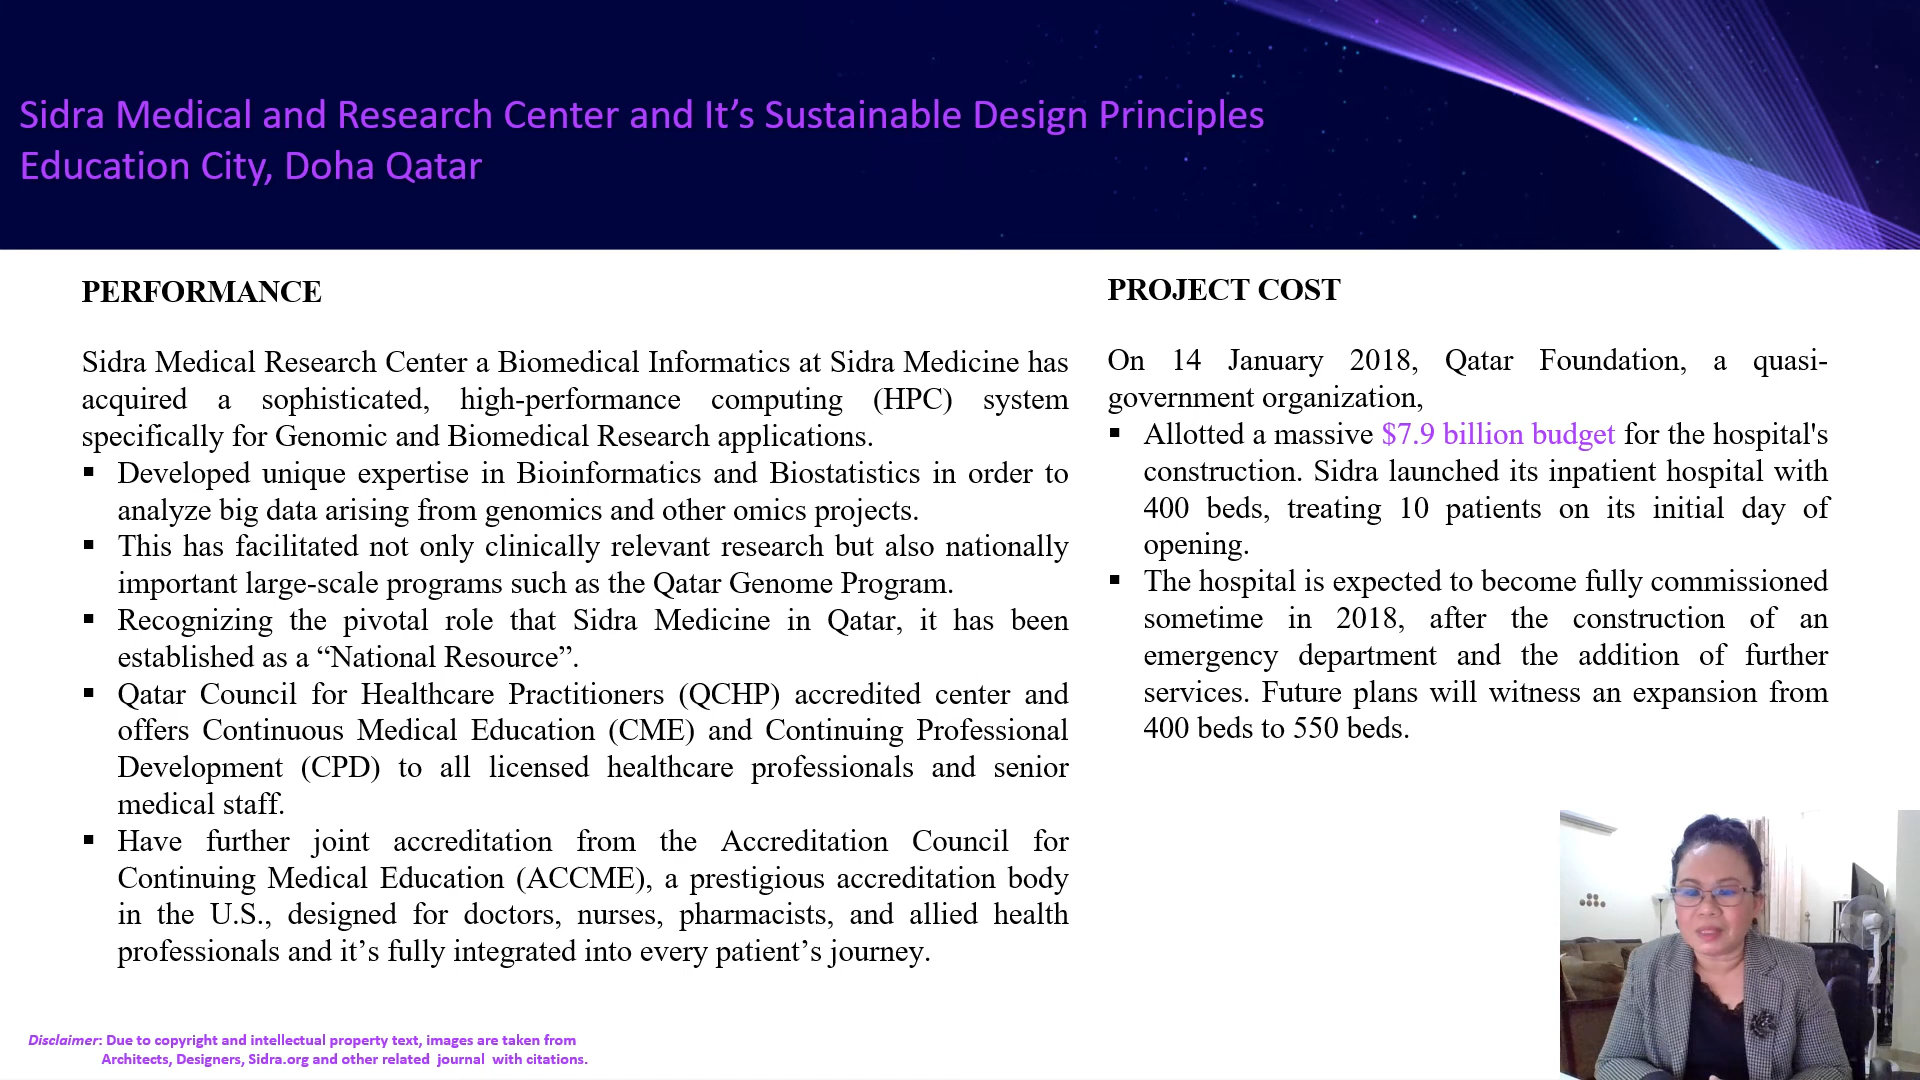 Sidra Medical and Research Center and It’s Sustainable Design Principles
Education City, Doha Qatar
PERFORMANCE
Sidra Medical Research Center a Biomedical Informatics at Sidra Medicine has
acquired a sophisticated, high-performance computing (HPC) system
specifically for Genomic and Biomedical Research applications.
▪ Developed unique expertise in Bioinformatics and Biostatistics in order to
analyze big data arising from genomics and other omics projects.
▪ This has facilitated not only clinically relevant research but also nationally
important large-scale programs such as the Qatar Genome Program.
▪ Recognizing the pivotal role that Sidra Medicine in Qatar, it has been
established as a “National Resource”.
▪ Qatar Council for Healthcare Practitioners (QCHP) accredited center and
offers Continuous Medical Education (CME) and Continuing Professional
Development (CPD) to all licensed healthcare professionals and senior
medical staff.
▪ Have further joint accreditation from the Accreditation Council for
Continuing Medical Education (ACCME), a prestigious accreditation body
in the U.S., designed for doctors, nurses, pharmacists, and allied health
professionals and it’s fully integrated into every patient’s journey.
PROJECT COST
On 14 January 2018, Qatar Foundation, a quasi-
government organization,
▪ Allotted a massive $7.9 billion budget for the hospital's
construction. Sidra launched its inpatient hospital with
400 beds, treating 10 patients on its initial day of
opening.
▪ The hospital is expected to become fully commissioned
sometime in 2018, after the construction of an
emergency department and the addition of further
services. Future plans will witness an expansion from
400 beds to 550 beds.
Disclaimer: Due to copyright and intellectual property text, images are taken from
Architects, Designers, Sidra.org and other related journal with citations.